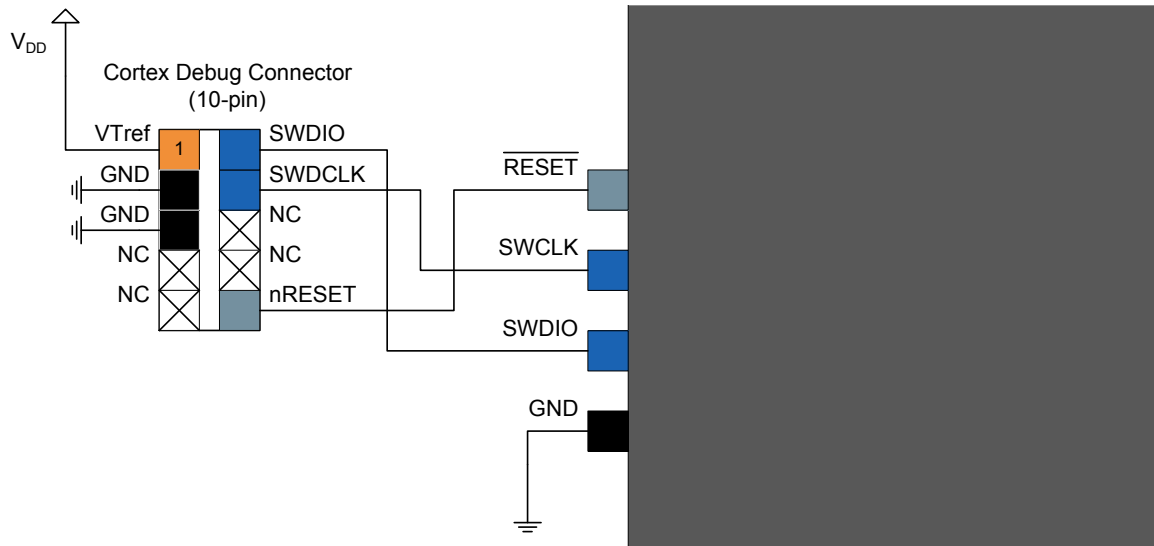 V_DD
Cortex Debug Connector
(10-pin)
VTref
1
SWDIO
GND
SWDCLK
GND
NC
NC
NC
NC
nRESET
RESET
SWCLK
SWDIO
GND